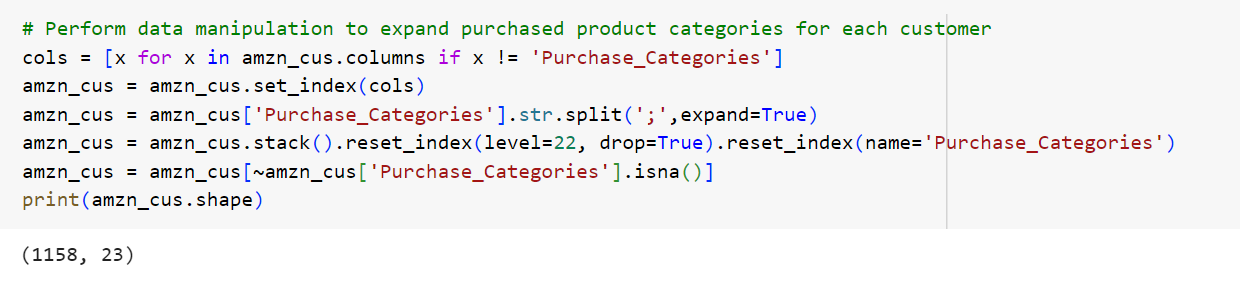 # Perform data manipulation to expand purchased product categories for each customer
cols = [x for x in amzn_cus.columns if x != 'Purchase_Categories']
amzn_cus = amzn_cus.set_index(cols)
amzn_cus = amzn_cus['Purchase_Categories'].str.split(';',expand=True)
amzn_cus = amzn_cus.stack().reset_index(level=22, drop=True).reset_index(name='Purchase_Categories')
amzn_cus = amzn_cus[~amzn_cus['Purchase_Categories'].isna()]
print(amzn_cus.shape)
(1158, 23)